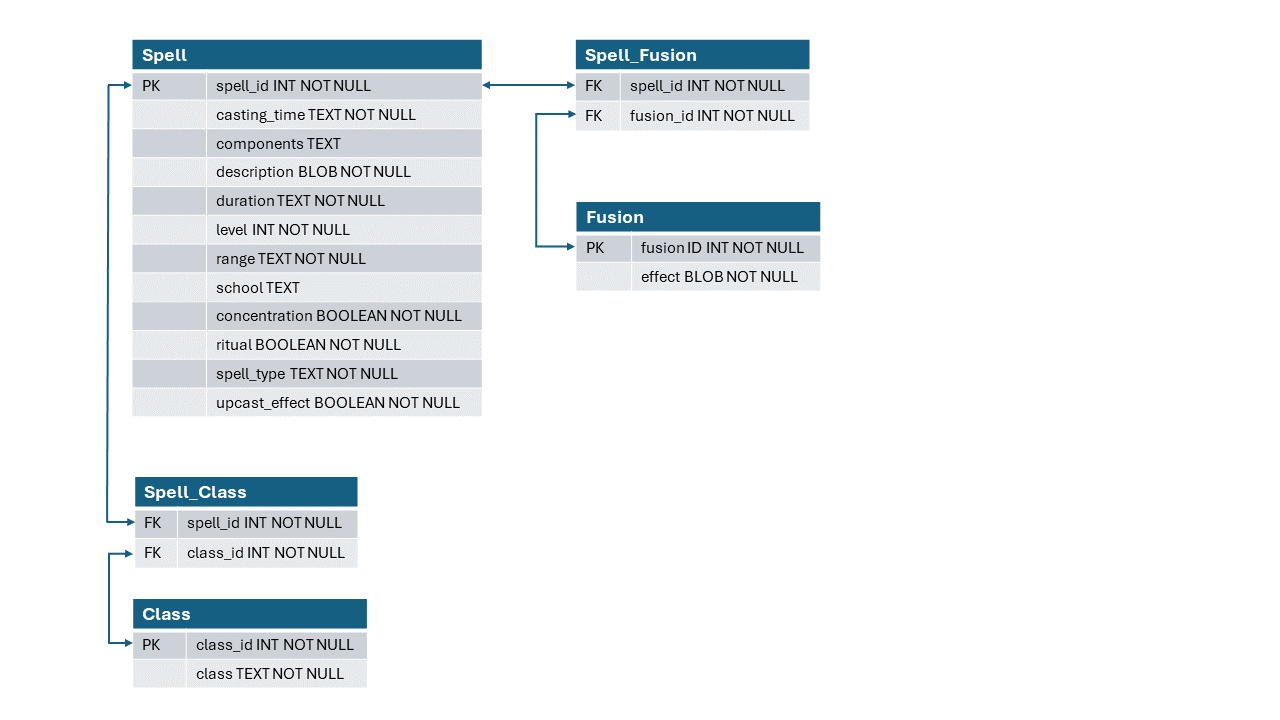 Spell
PK spell_id INT NOT NULL
casting_time TEXT NOT NULL
components TEXT
description BLOB NOT NULL
duration TEXT NOT NULL
level INT NOT NULL
range TEXT NOT NULL
school TEXT
concentration BOOLEAN NOT NULL
ritual BOOLEAN NOT NULL
spell_type TEXT NOT NULL
upcast_effect BOOLEAN NOT NULL
Spell_Fusion
FK spell_id INT NOT NULL
FK fusion_id INT NOT NULL
Fusion
PK fusion ID INT NOT NULL
effect BLOB NOT NULL
Spell_Class
FK spell_id INT NOT NULL
FK class_id INT NOT NULL
Class
PK class_id INT NOT NULL
class TEXT NOT NULL